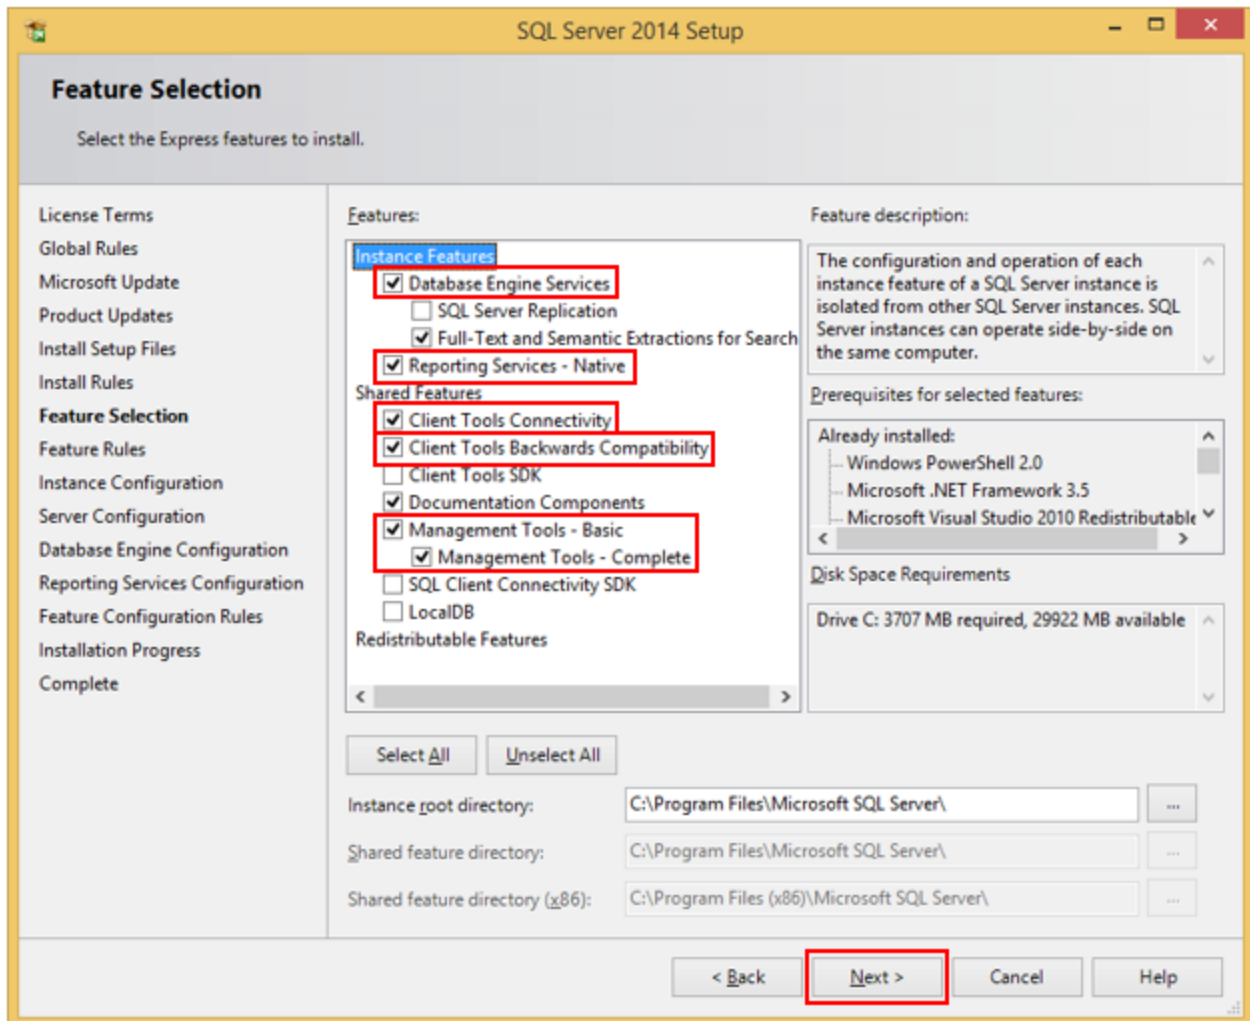 SQL Server 2014 Setup
Feature Selection
Select the Express features to install.
License Terms
Global Rules
Microsoft Update
Product Updates
Install Setup Files
Install Rules
Feature Selection
Feature Rules
Instance Configuration
Server Configuration
Database Engine Configuration
Reporting Services Configuration
Feature Configuration Rules
Installation Progress
Complete
Features:
Instance Features
Database Engine Services
SQL Server Replication
Full-Text and Semantic Extractions for Search
Reporting Services - Native
Shared Features
Client Tools Connectivity
Client Tools Backwards Compatibility
Client Tools SDK
Documentation Components
Management Tools - Basic
Management Tools - Complete
SQL Client Connectivity SDK
LocalDB
Redistributable Features
Feature description:
The configuration and operation of each
instance feature of a SQL Server instance is
isolated from other SQL Server instances. SQL
Server instances can operate side-by-side on
the same computer.
Prerequisites for selected features:
Already installed:
Windows PowerShell 2.0
Microsoft .NET Framework 3.5
Microsoft Visual Studio 2010 Redistributable
Disk Space Requirements
Drive C: 3707 MB required, 29922 MB available
Select All
Unselect All
Instance root directory:
C:\Program Files\Microsoft SQL Server\
...
Shared feature directory:
C:\Program Files\Microsoft SQL Server\
...
Shared feature directory (x86):
C:\Program Files (x86)\Microsoft SQL Server\
...
< Back
Next >
Cancel
Help